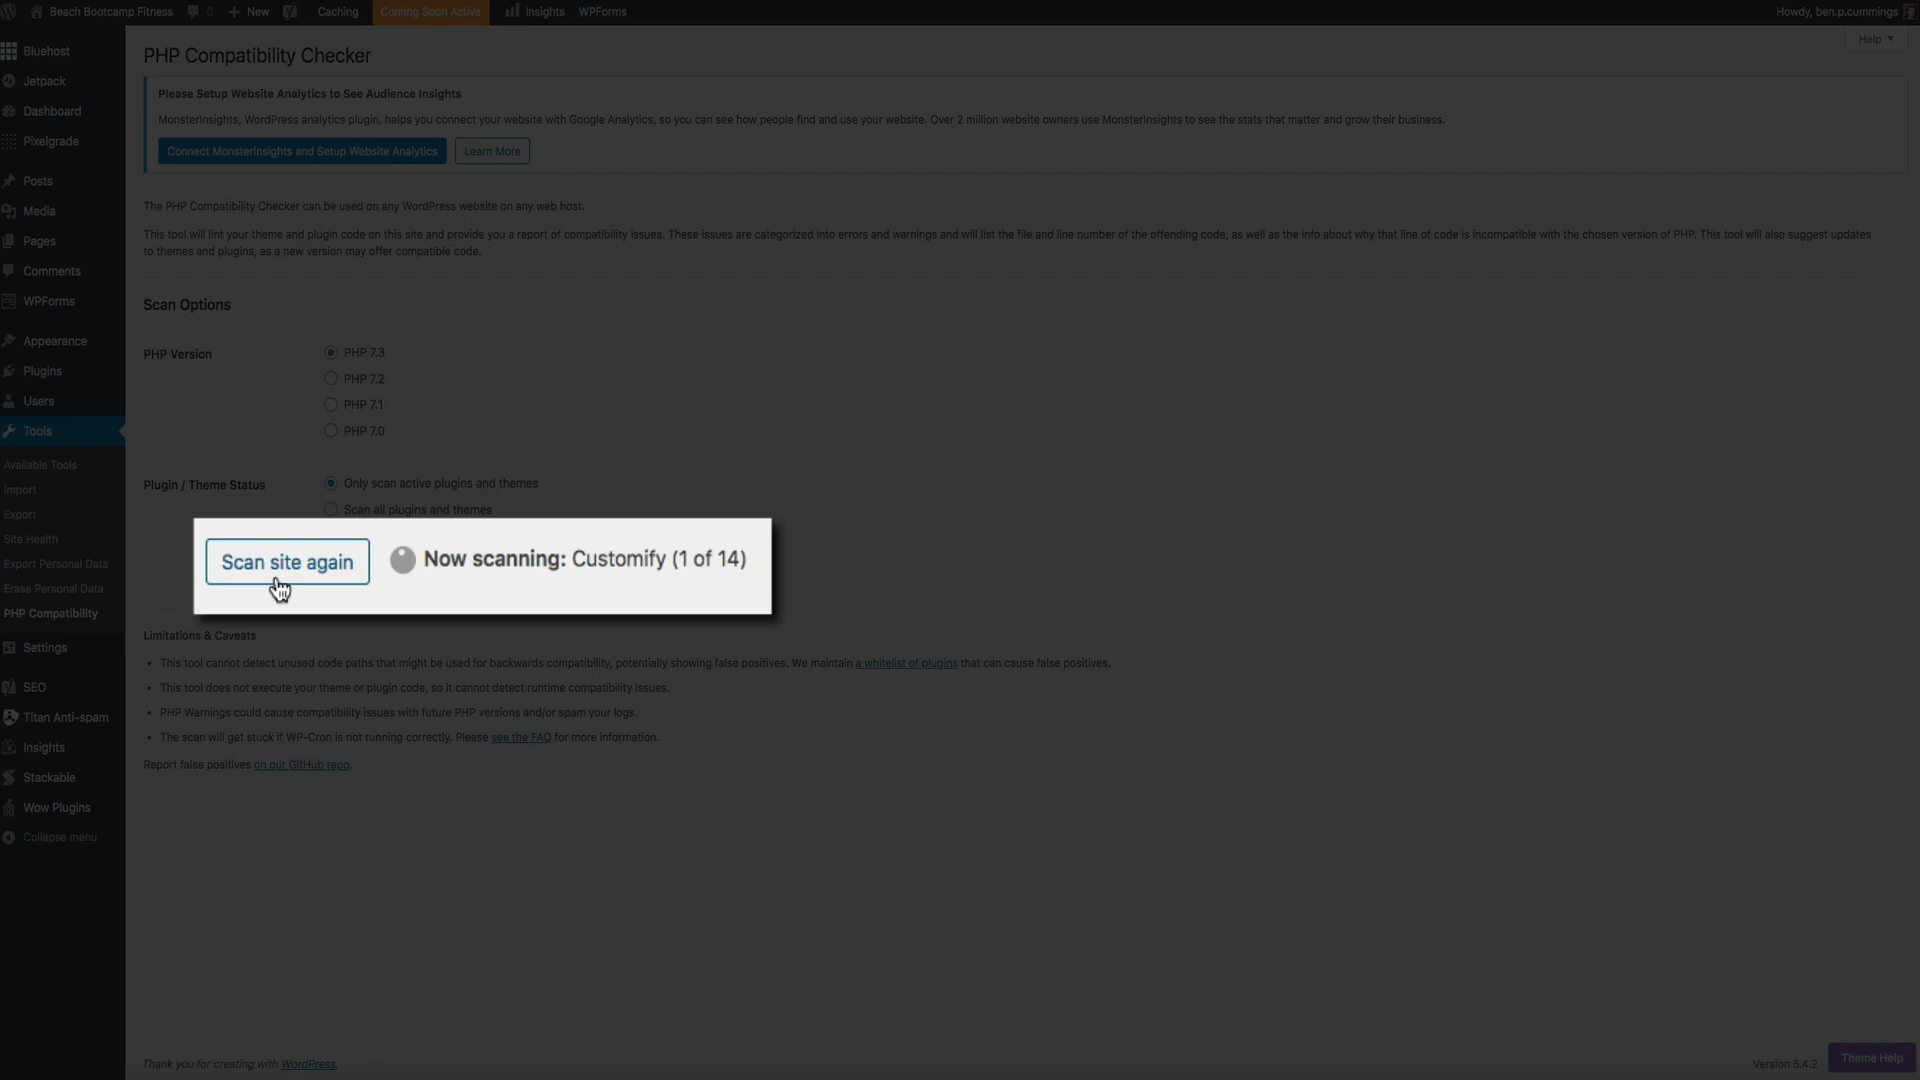 Beach Bootcamp Fitness 0 New Caching Coming Soon Active Insights WPForms Howdy, ben.p.cummings
Help
Bluehost
Jetpack
Dashboard
Pixelgrade
Posts
Media
Pages
Comments
WPForms
Appearance
Plugins
Users
Tools
Available Tools
Import
Export
Site Health
Export Personal Data
Erase Personal Data
PHP Compatibility
Settings
SEO
Titan Anti-spam
Insights
Stackable
Wow Plugins
Collapse menu
PHP Compatibility Checker
Please Setup Website Analytics to See Audience Insights
MonsterInsights, WordPress analytics plugin, helps you connect your website with Google Analytics, so you can see how people find and use your website. Over 2 million website owners use MonsterInsights to see the stats that matter and grow their business.
Connect MonsterInsights and Setup Website Analytics Learn More
The PHP Compatibility Checker can be used on any WordPress website on any web host.
This tool will lint your theme and plugin code on this site and provide you a report of compatibility issues. These issues are categorized into errors and warnings and will list the file and line number of the offending code, as well as the info about why that line of code is incompatible with the chosen version of PHP. This tool will also suggest updates
to themes and plugins, as a new version may offer compatible code.
Scan Options
PHP Version
PHP 7.3
PHP 7.2
PHP 7.1
PHP 7.0
Plugin / Theme Status
Only scan active plugins and themes
Scan all plugins and themes
Scan site again Now scanning: Customify (1 of 14)
Limitations & Caveats
• This tool cannot detect unused code paths that might be used for backwards compatibility, potentially showing false positives. We maintain a whitelist of plugins that can cause false positives.
• This tool does not execute your theme or plugin code, so it cannot detect runtime compatibility issues.
• PHP Warnings could cause compatibility issues with future PHP versions and/or spam your logs.
• The scan will get stuck if WP-Cron is not running correctly. Please see the FAQ for more information.
Report false positives on our GitHub repo.
Thank you for creating with WordPress.
Version 5.4.2
Theme Help